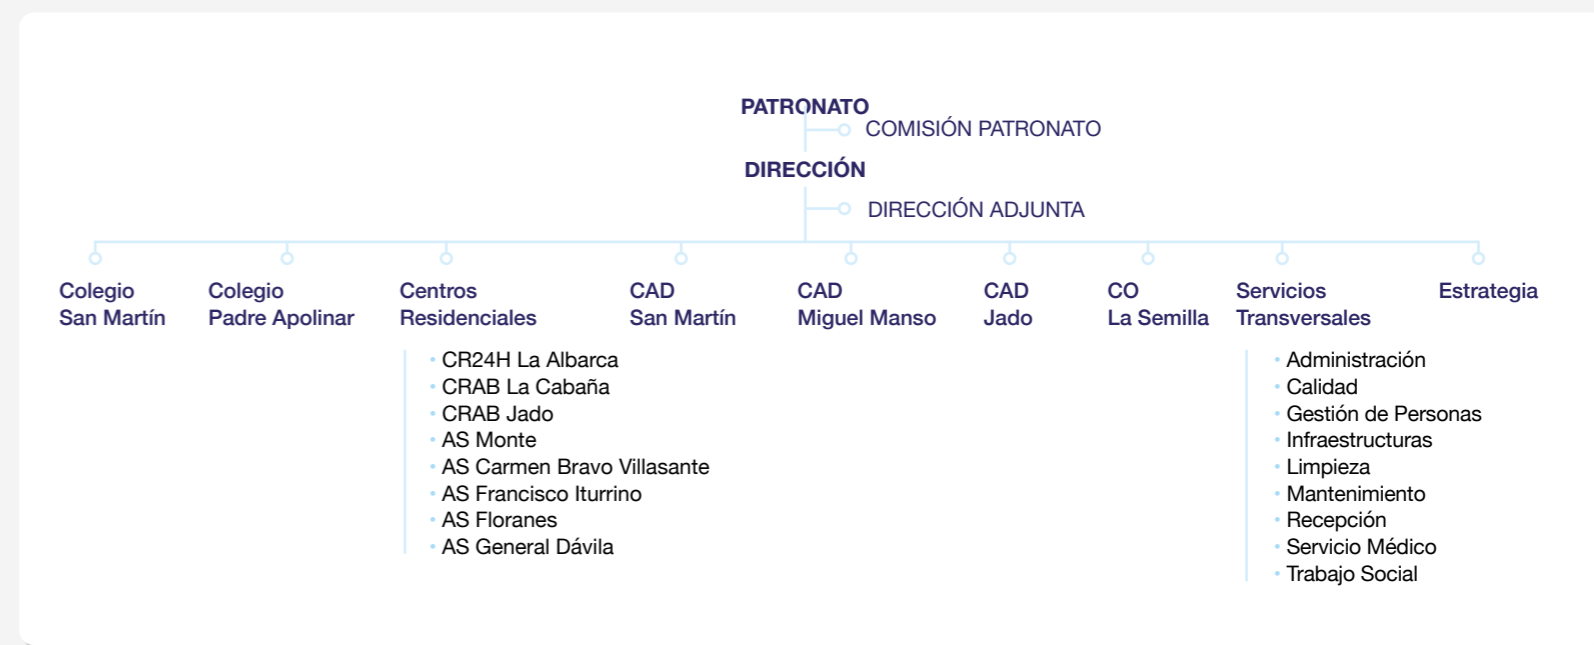 PATRONATO
COMISIÓN PATRONATO
DIRECCIÓN
DIRECCIÓN ADJUNTA
Colegio
San Martín
Colegio
Padre Apolinar
Centros
Residenciales
• CR24H La Albarca
• CRAB La Cabaña
• CRAB Jado
• AS Monte
• AS Carmen Bravo Villasante
• AS Francisco Iturrino
• AS Floranes
• AS General Dávila
CAD
San Martín
CAD
Miguel Manso
CAD
Jado
CO
La Semilla
Servicios
Transversales
• Administración
• Calidad
• Gestión de Personas
• Infraestructuras
• Limpieza
• Mantenimiento
• Recepción
• Servicio Médico
• Trabajo Social
Estrategia